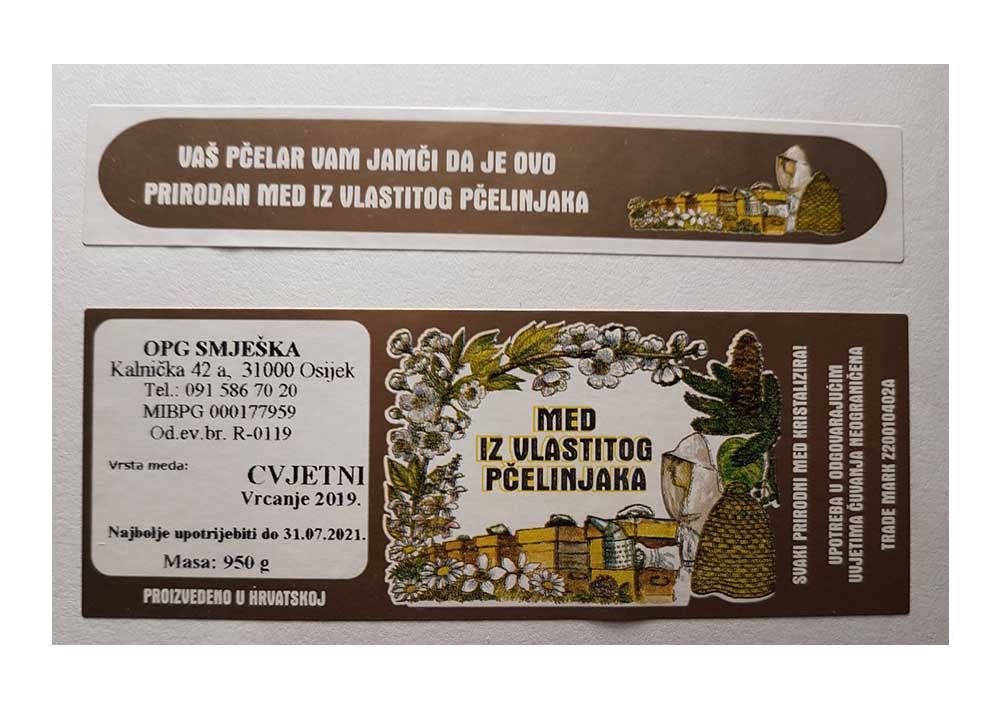 VAŠ PČELAR VAM JAMČI DA JE OVO
PRIRODAN MED IZ VLASTITOG PČELINJAKA
OPG SMJEŠKA
Kalnička 42 a, 31000 Osijek
Tel.: 091 586 70 20
MIBPG 000177959
Od.ev.br. R-0119
Vrsta meda:
CVJETNI
Vrcanje 2019.
Najbolje upotrijebiti do 31.07.2021.
Masa: 950 g
PROIZVEDENO U HRVATSKOJ
MED
IZ VLASTITOG
PČELINJAKA
SVAKI PRIRODNI MED KRISTALIZIRA!
UPOTREBA U ODGOVARAJUĆIM
UVJETIMA ČUVANJA NEOGRANIČENA
TRADE MARK Z20010402A